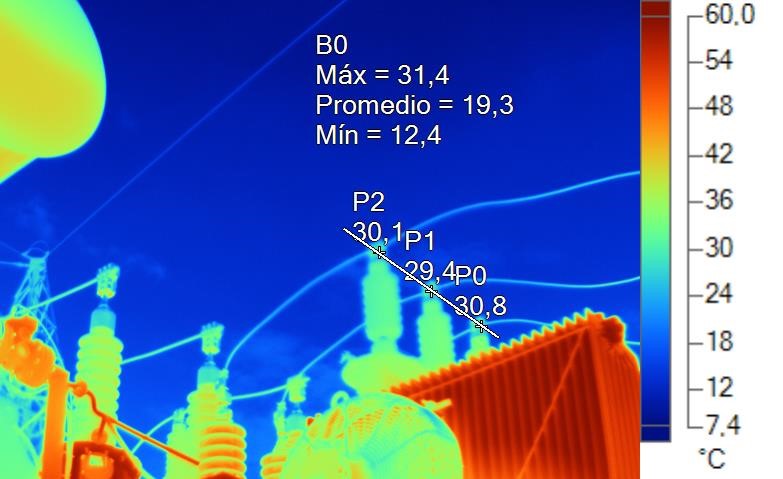 B0
Máx = 31,4
Promedio = 19,3
Mín = 12,4
P2
30,1
P1
29,4
P0
30,8
60,0
54
48
42
36
30
24
18
12
7,4
°C